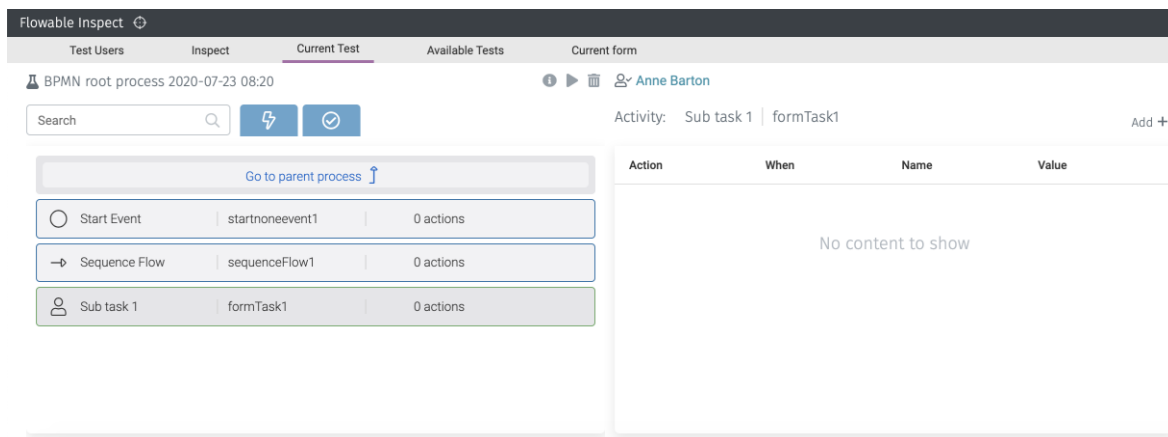 Flowable Inspect
Test Users Inspect Current Test Available Tests Current form
BPMN root process 2020-07-23 08:20
Anne Barton
Search
Activity: Sub task 1 formTask1
Add +
Go to parent process
Start Event startnoneevent1 0 actions
Sequence Flow sequenceFlow1 0 actions
Sub task 1 formTask1 0 actions
Action When Name Value
No content to show